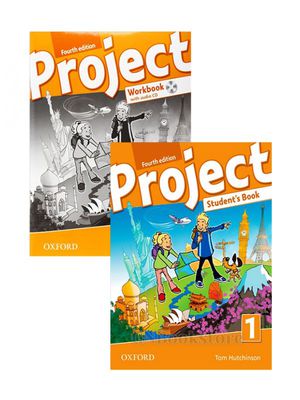 Fourth edition
Project
Workbook
with audio CD
OXFORD
Fourth edition
Project
Student's Book
1
OXFORD
Tom Hutchinson